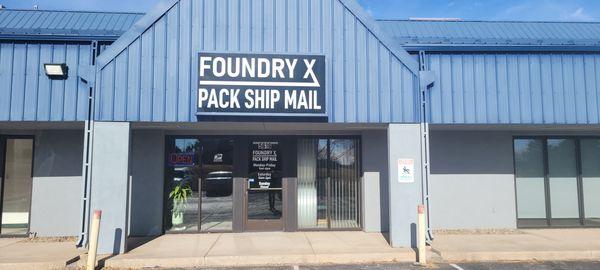 FOUNDRY X
PACK SHIP MAIL
OPEN
FOUNDRY
PACK SHIP MAIL
Monday-Friday
Saturday
Sunday